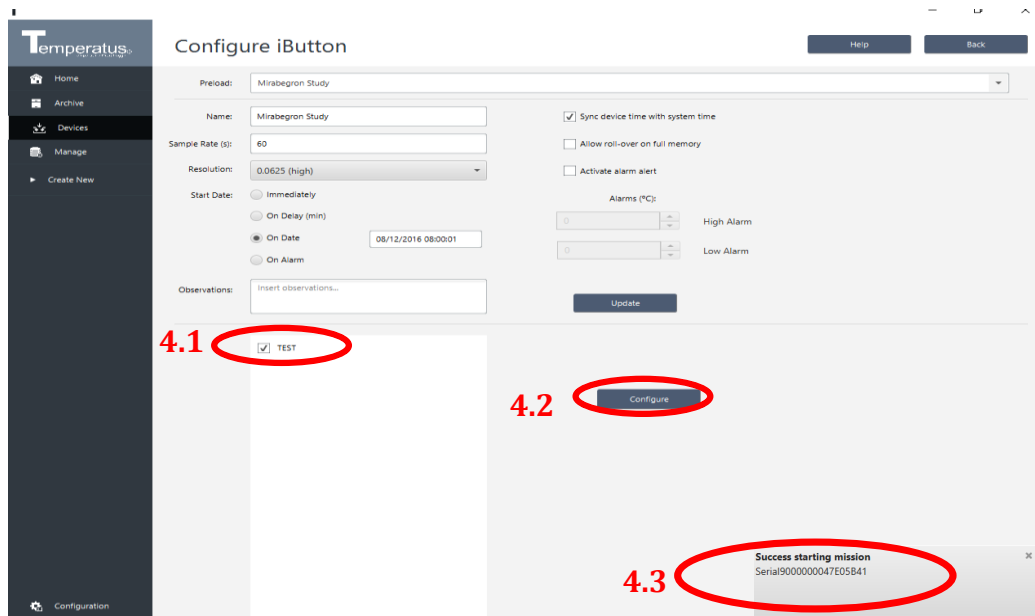 Temperatus
Configure iButton
Help
Back
Home
Archive
Devices
Manage
Create New
Configuration
Preload:
Mirabegron Study
Name:
Mirabegron Study
Sample Rate (s):
60
Resolution:
0.0625 (high)
Start Date:
Immediately
On Delay (min)
On Date
08/12/2016 08:00:01
On Alarm
Observations:
Insert observations...
Sync device time with system time
Allow roll-over on full memory
Activate alarm alert
Alarms (ºC):
0
High Alarm
0
Low Alarm
Update
4.1
TEST
4.2
Configure
4.3
Success starting mission
Serial9000000047E05B41